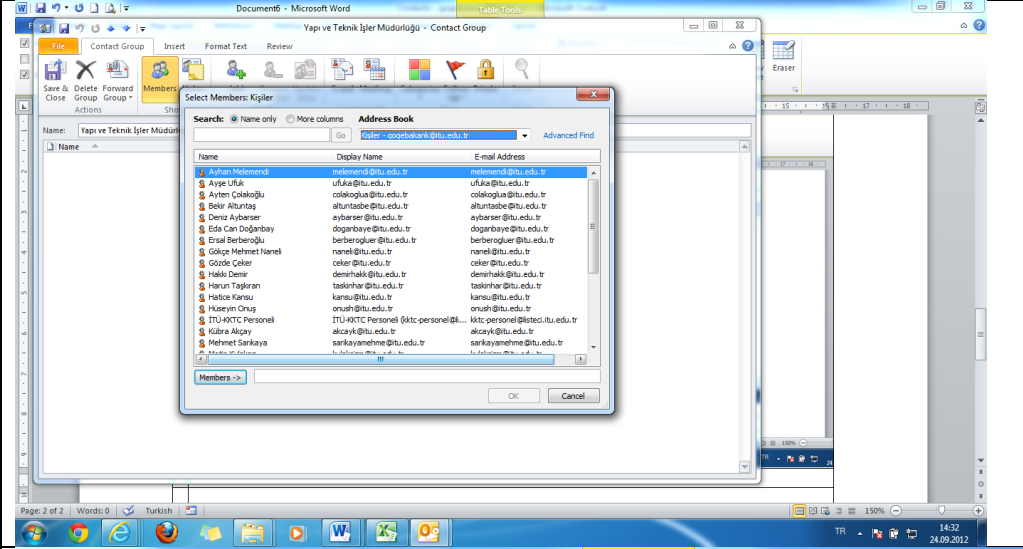 Document6 - Microsoft Word
Table Tools
Yapı ve Teknik İşler Müdürlüğü - Contact Group
File Contact Group Insert Format Text Review
Eraser
Save & Close Delete Group Forward Group Members
Actions
Select Members: Kişiler
Search: Name only More columns Address Book
Go Kişiler - gogebakank@itu.edu.tr Advanced Find
Name: Yapı ve Teknik İşler
Name
Name Display Name E-mail Address
Ayhan Melemendi melemendi@itu.edu.tr melemendi@itu.edu.tr
Ayşe Ufuk ufuka@itu.edu.tr ufuka@itu.edu.tr
Ayten Çolakoğlu colakoglua@itu.edu.tr colakoglua@itu.edu.tr
Bekir Altuntaş altuntasbe@itu.edu.tr altuntasbe@itu.edu.tr
Deniz Aybarser aybarser@itu.edu.tr aybarser@itu.edu.tr
Eda Can Doğanbay doganbaye@itu.edu.tr doganbaye@itu.edu.tr
Ersal Berberoğlu berberogluer@itu.edu.tr berberogluer@itu.edu.tr
Gökçe Mehmet Naneli naneli@itu.edu.tr naneli@itu.edu.tr
Gözde Çeker ceker@itu.edu.tr ceker@itu.edu.tr
Hakkı Demir demirhakk@itu.edu.tr demirhakk@itu.edu.tr
Harun Taşkıran taskinhar@itu.edu.tr taskinhar@itu.edu.tr
Hatice Kansu kansu@itu.edu.tr kansu@itu.edu.tr
Hüseyin Onuş onush@itu.edu.tr onush@itu.edu.tr
İTÜ-KKTC Personeli İTÜ-KKTC Personeli (kktc-personel@li... kktc-personel@listeci.itu.edu.tr
Kübra Akçay akcayk@itu.edu.tr akcayk@itu.edu.tr
Mehmet Sarıkaya sarikayamehme@itu.edu.tr sarikayamehme@itu.edu.tr
Members ->
OK Cancel
150%
TR
24
Page: 2 of 2 Words: 0 Turkish 150%
TR 14:32
24.09.2012